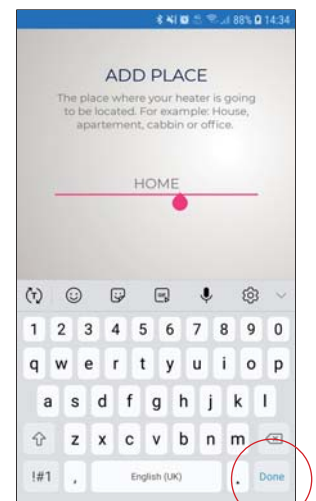 88% 14:34
ADD PLACE
The place where your heater is going
to be located. For example: House,
apartement, cabbin or office.
HOME
1 2 3 4 5 6 7 8 9 0
q w e r t y u i o p
a s d f g h j k l
z x c v b n m
!#1 , English (UK) . Done